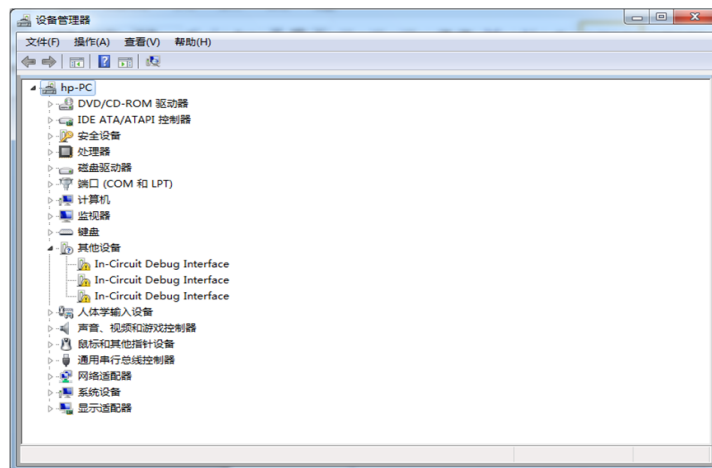 设备管理器
文件(F) 操作(A) 查看(V) 帮助(H)
hp-PC
DVD/CD-ROM 驱动器
IDE ATA/ATAPI 控制器
安全设备
处理器
磁盘驱动器
端口 (COM 和 LPT)
计算机
监视器
键盘
其他设备
In-Circuit Debug Interface
In-Circuit Debug Interface
In-Circuit Debug Interface
人体学输入设备
声音、视频和游戏控制器
鼠标和其他指针设备
通用串行总线控制器
网络适配器
系统设备
显示适配器